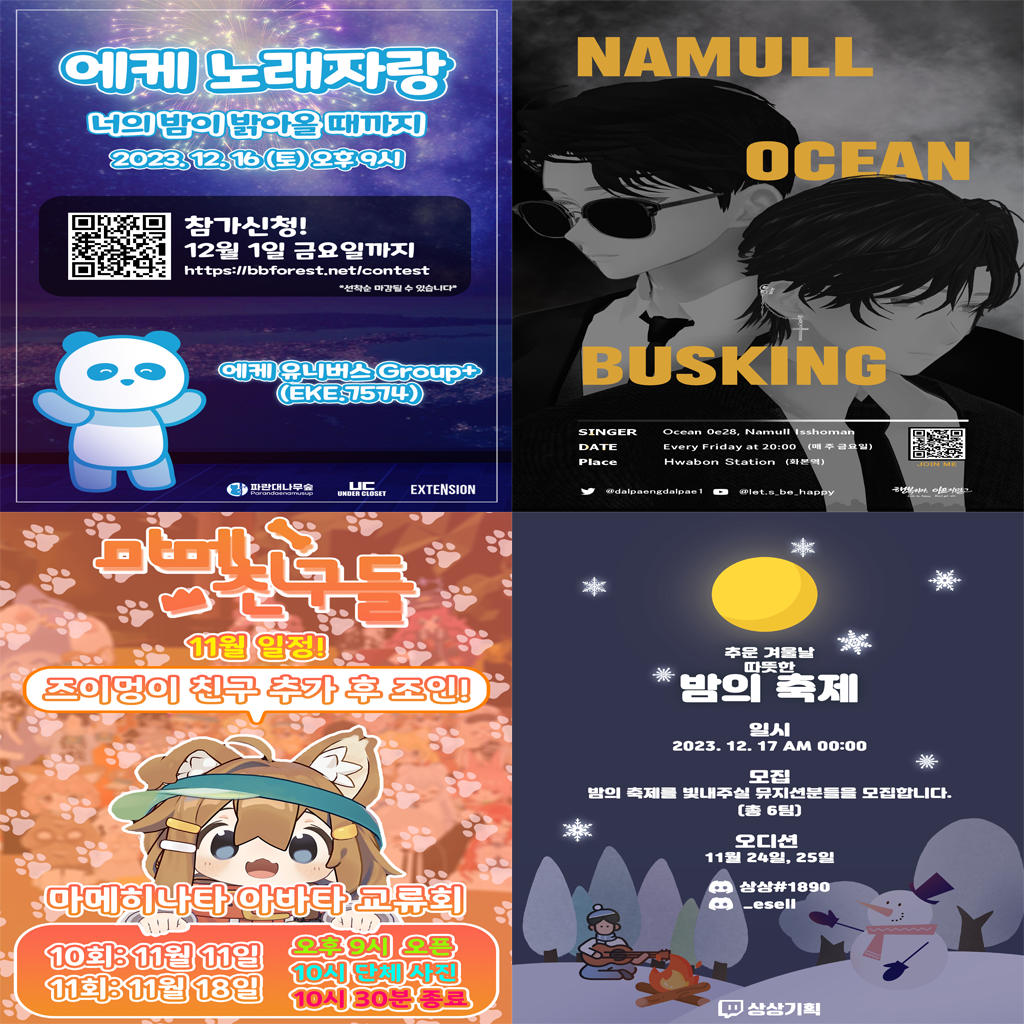 에케 노래자랑
너의 밤이 밝아올 때까지
2023. 12. 16 (토) 오후 9시
참가신청!
12월 1일 금요일까지
https://bbforest.net/contest
*선착순 마감될 수 있습니다*
에케 유니버스 Group+
(EKE.7574)
파란대나무숲
Parandaenamusup
UC
UNDER CLOSET
EXTENSION
NAMULL
OCEAN
BUSKING
SINGER Ocean 0e28, Namull Isshoman
DATE Every Friday at 20:00 (매 주 금요일)
Place Hwabon Station (화본역)
JOIN ME
@dalpaengdalpae1 @let.s_be_happy
마메친구들
11월 일정!
즈이멍이 친구 추가 후 조인!
마메히나타 아바타 교류회
10회: 11월 11일
11회: 11월 18일
오후 9시 오픈
10시 단체 사진
10시 30분 종료
추운 겨울날
따뜻한
밤의 축제
일시
2023. 12. 17 AM 00:00
모집
밤의 축제를 빛내주실 뮤지션분들을 모집합니다.
(총 6팀)
오디션
11월 24일, 25일
상상#1890
_esell
상상기획